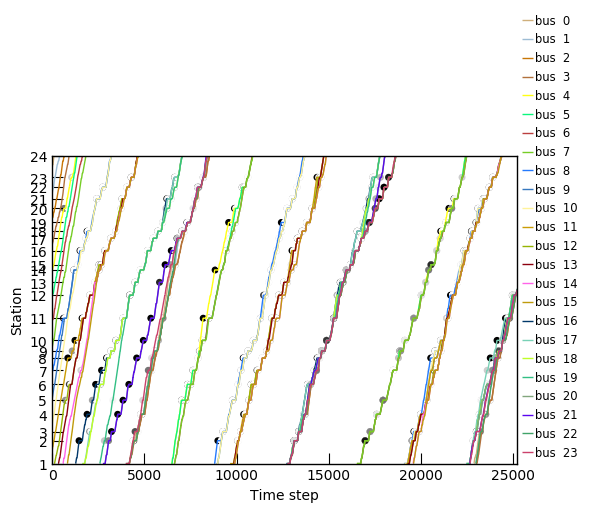 bus 0
bus 1
bus 2
bus 3
bus 4
bus 5
bus 6
bus 7
bus 8
bus 9
bus 10
bus 11
bus 12
bus 13
bus 14
bus 15
bus 16
bus 17
bus 18
bus 19
bus 20
bus 21
bus 22
bus 23
Station
24
23
22
21
20
19
18
17
16
15
14
13
12
11
10
9
8
7
6
5
4
3
2
1
0 5000 10000 15000 20000 25000
Time step